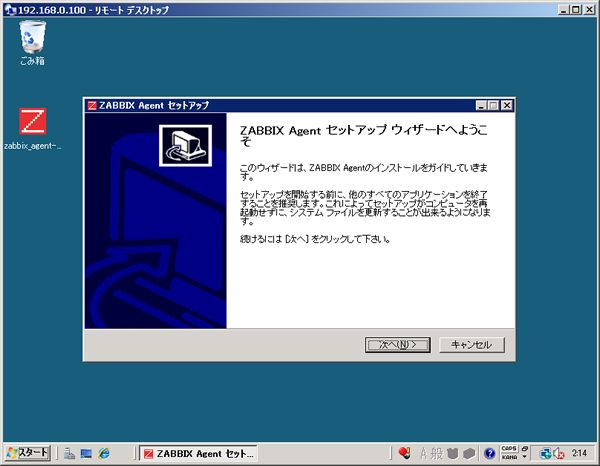 192.168.0.100 - リモート デスクトップ
ごみ箱
zabbix_agent-...
ZABBIX Agent セットアップ
ZABBIX Agent セットアップ ウィザードへようこ
そ
このウィザードは、ZABBIX Agentのインストールをガイドしていきま
す。
セットアップを開始する前に、他のすべてのアプリケーションを終了
することを推奨します。これによってセットアップがコンピュータを再
起動せずに、システム ファイルを更新することが出来るようになりま
す。
続けるには [次へ] をクリックして下さい。
次へ(N) >
キャンセル
スタート
ZABBIX Agent セット...
A 般
CAPS
KANA
2:14